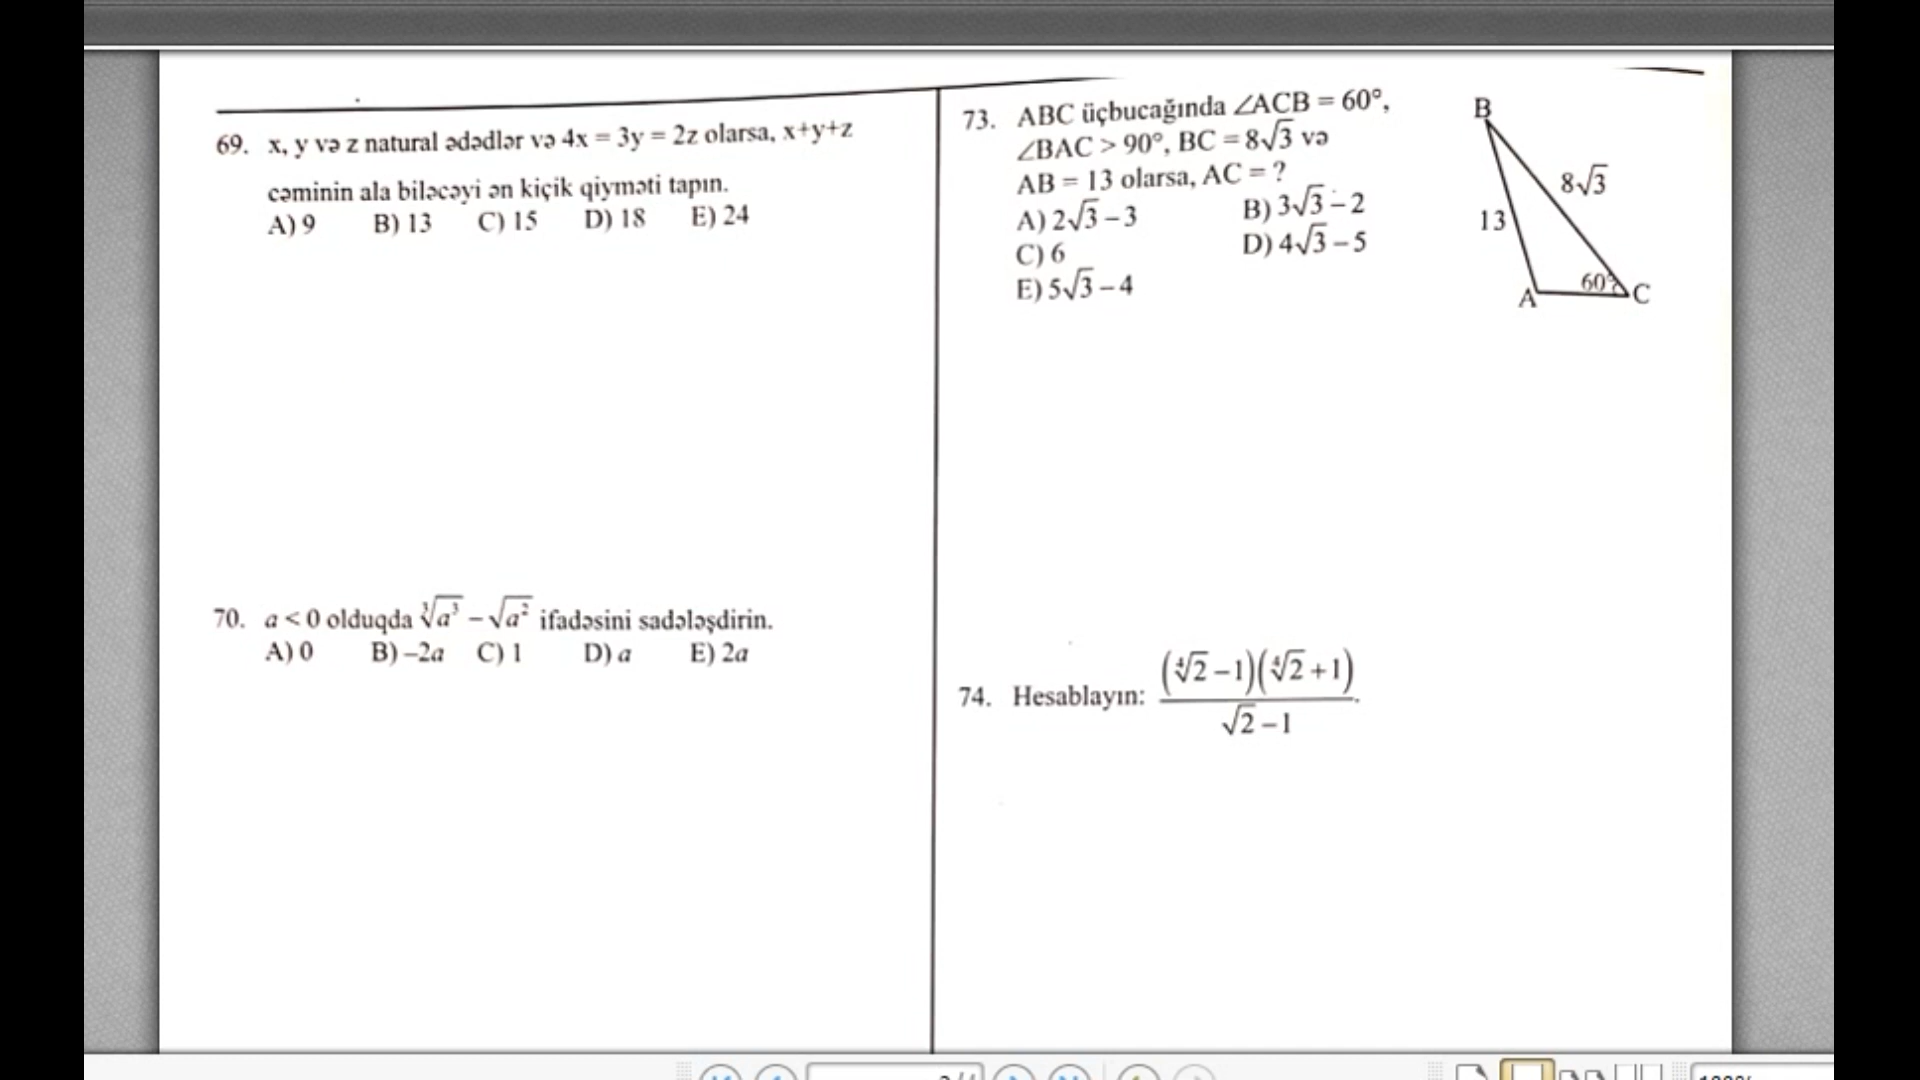 69. x, y və z natural ədədlər və 4x = 3y = 2z olarsa, x+y+z
cəminin ala biləcəyi ən kiçik qiyməti tapın.
A) 9 B) 13 C) 15 D) 18 E) 24
70. a < 0 olduqda ∛a³ − √a² ifadəsini sadələşdirin.
A) 0 B) −2a C) 1 D) a E) 2a
73. ABC üçbucağında ∠ACB = 60°,
∠BAC > 90°, BC = 8√3 və
AB = 13 olarsa, AC = ?
A) 2√3 − 3 B) 3√3 − 2
C) 6 D) 4√3 − 5
E) 5√3 − 4
B
8√3
13
60°
A C
74. Hesablayın: (∜2 − 1)(∜2 + 1)
√2 − 1